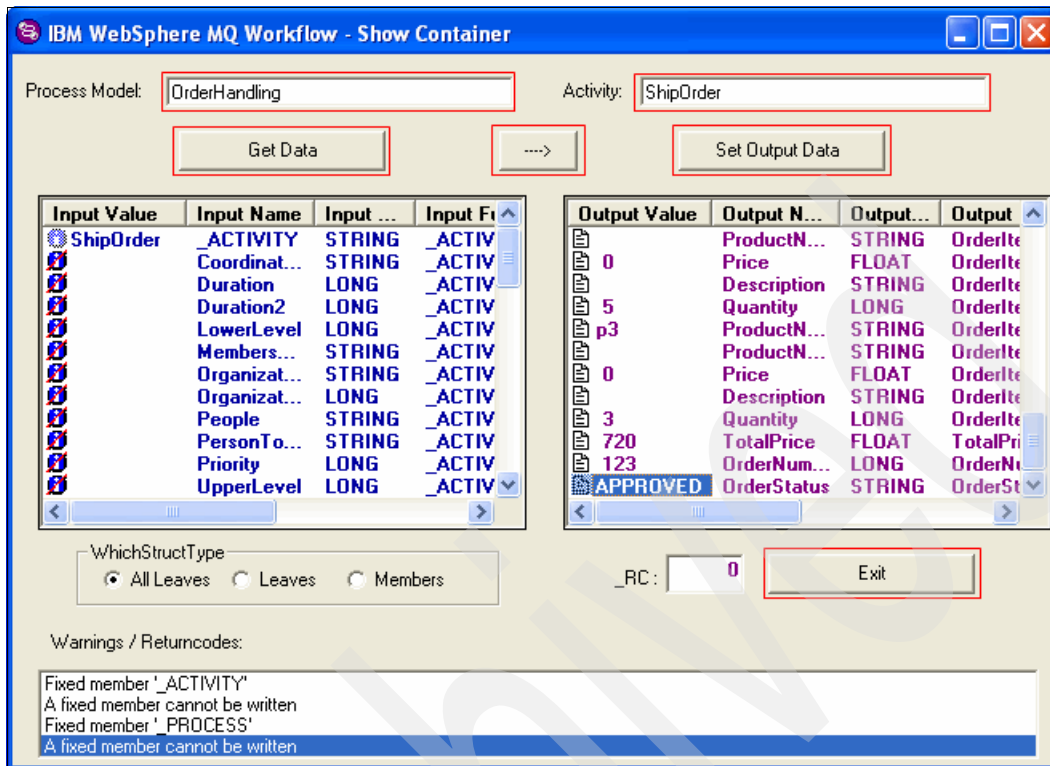 IBM WebSphere MQ Workflow - Show Container
Process Model: OrderHandling Activity: ShipOrder
Get Data ----> Set Output Data
Input Value Input Name Input ... Input Fu
ShipOrder _ACTIVITY STRING _ACTIV
Coordinat... STRING _ACTIV
Duration LONG _ACTIV
Duration2 LONG _ACTIV
LowerLevel LONG _ACTIV
Members... STRING _ACTIV
Organizat... STRING _ACTIV
Organizat... LONG _ACTIV
People STRING _ACTIV
PersonTo... STRING _ACTIV
Priority LONG _ACTIV
UpperLevel LONG _ACTIV
Output Value Output N... Output... Output
ProductN... STRING OrderIte
0 Price FLOAT OrderIte
Description STRING OrderIte
5 Quantity LONG OrderIte
p3 ProductN... STRING OrderIte
ProductN... STRING OrderIte
0 Price FLOAT OrderIte
Description STRING OrderIte
3 Quantity LONG OrderIte
720 TotalPrice FLOAT TotalPri
123 OrderNum... LONG OrderNu
APPROVED OrderStatus STRING OrderSt
WhichStructType
All Leaves Leaves Members
_RC : 0 Exit
Warnings / Returncodes:
Fixed member '_ACTIVITY'
A fixed member cannot be written
Fixed member '_PROCESS'
A fixed member cannot be written